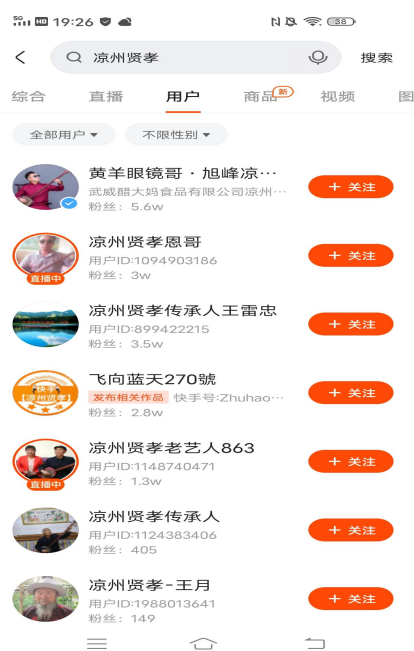 5G HD 19:26 38
凉州贤孝 搜索
综合 直播 用户 商品 新 视频 图
全部用户 不限性别
黄羊眼镜哥·旭峰凉…
武威醋大妈食品有限公司凉州…
粉丝：5.6w
+ 关注
凉州贤孝恩哥
用户ID:1094903186
粉丝：3w
直播中
+ 关注
凉州贤孝传承人王雷忠
用户ID:899422215
粉丝：3.5w
+ 关注
快手
【凉州贤孝】
飞向蓝天270號
发布相关作品 快手号:Zhuhao…
粉丝：2.8w
+ 关注
凉州贤孝老艺人863
用户ID:1148740471
粉丝：1.3w
直播中
+ 关注
凉州贤孝传承人
用户ID:1124383406
粉丝：405
+ 关注
凉州贤孝-王月
用户ID:1988013641
粉丝：149
+ 关注